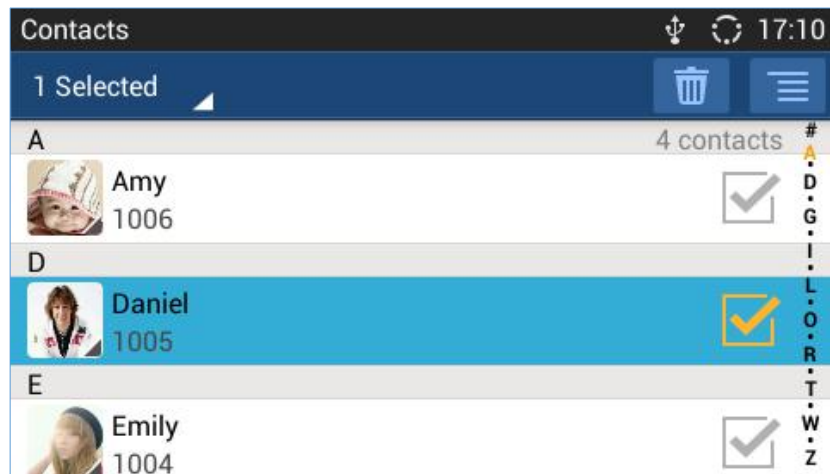 Contacts 17:10
1 Selected
A 4 contacts
Amy
1006
D
Daniel
1005
E
Emily
1004
#
A
D
G
I
L
O
R
T
W
Z